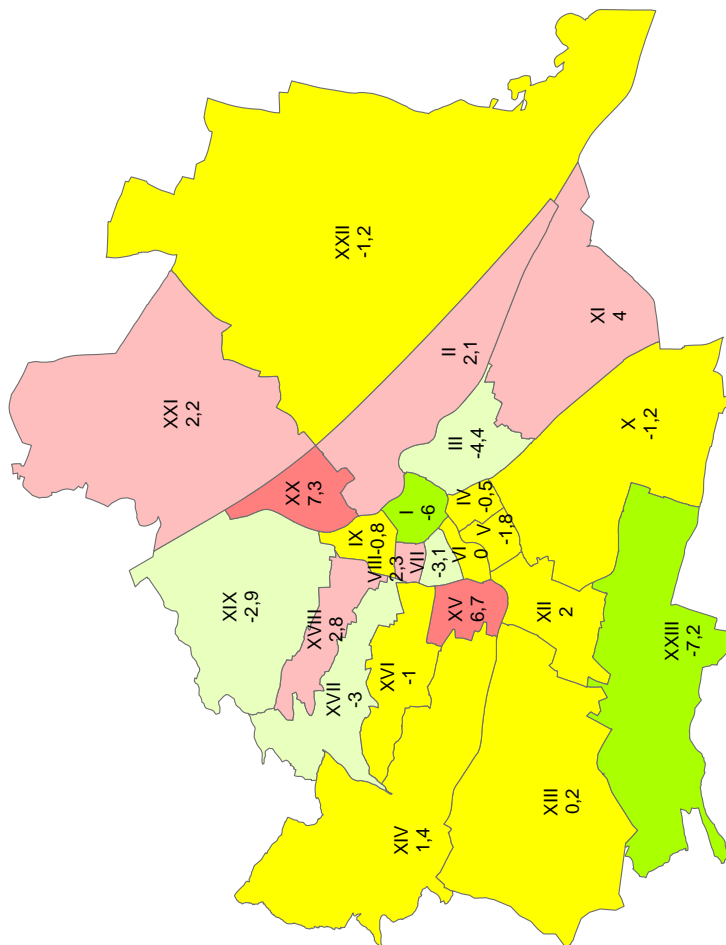 XXII
-1,2
XXI
2,2
XI
4
II
2,1
X
-1,2
III
-4,4
XX
7,3
IV
-0,5
I
-6
IX
-0,8
V
-1,8
VI
0
VII
-3,1
VIII
2,3
XIX
-2,9
XVIII
2,8
XV
6,7
XII
2
XXIII
-7,2
XVI
-1
XVII
-3
XIII
0,2
XIV
1,4